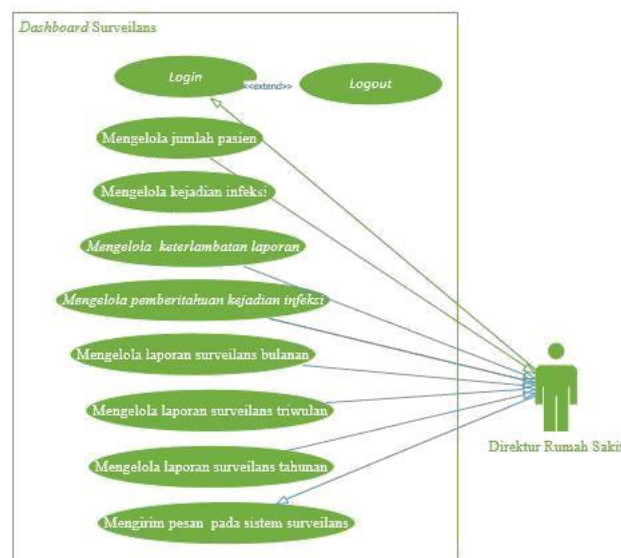 Dashboard Surveilans
Login
<<extend>>
Logout
Mengelola jumlah pasien
Mengelola kejadian infeksi
Mengelola keterlambatan laporan
Mengelola pemberitahuan kejadian infeksi
Mengelola laporan surveilans bulanan
Mengelola laporan surveilans triwulan
Mengelola laporan surveilans tahunan
Mengirim pesan pada sistem surveilans
Direktur Rumah Sakit